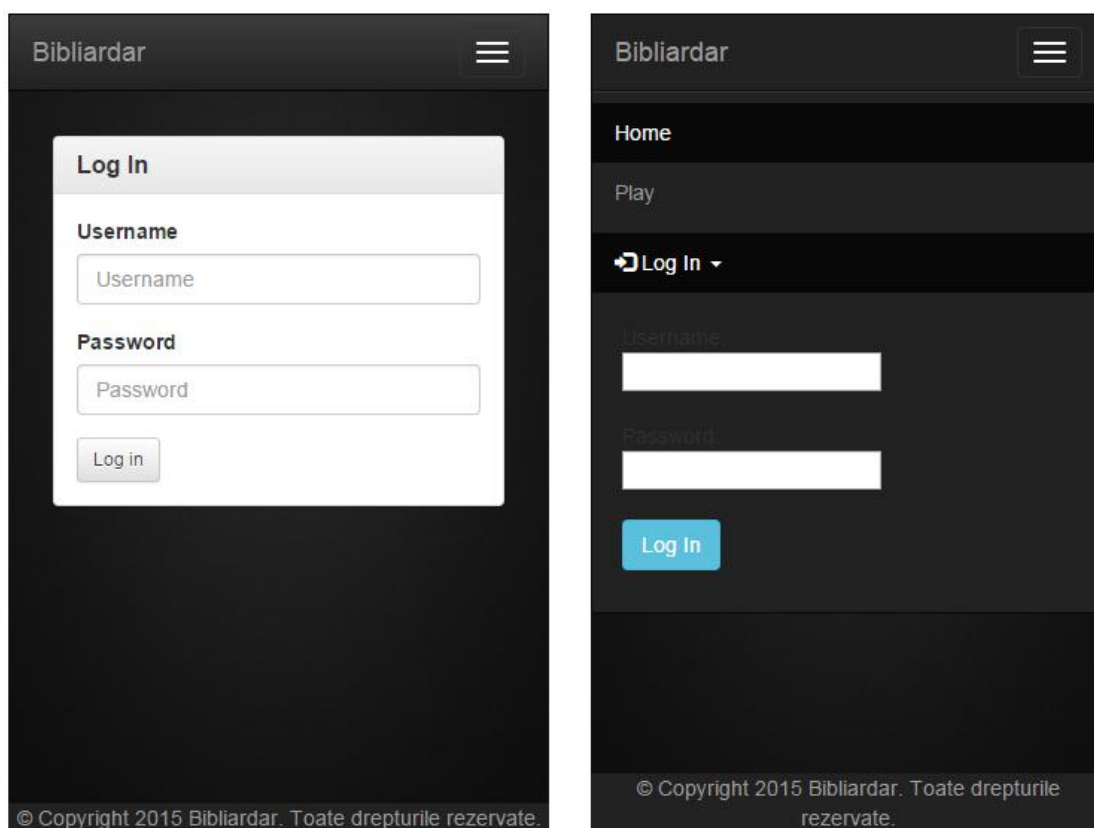 Bibliardar
Log In
Username
Username
Password
Password
Log in
© Copyright 2015 Bibliardar. Toate drepturile rezervate.
Bibliardar
Home
Play
Log In
Username:
Password:
Log In
© Copyright 2015 Bibliardar. Toate drepturile
rezervate.